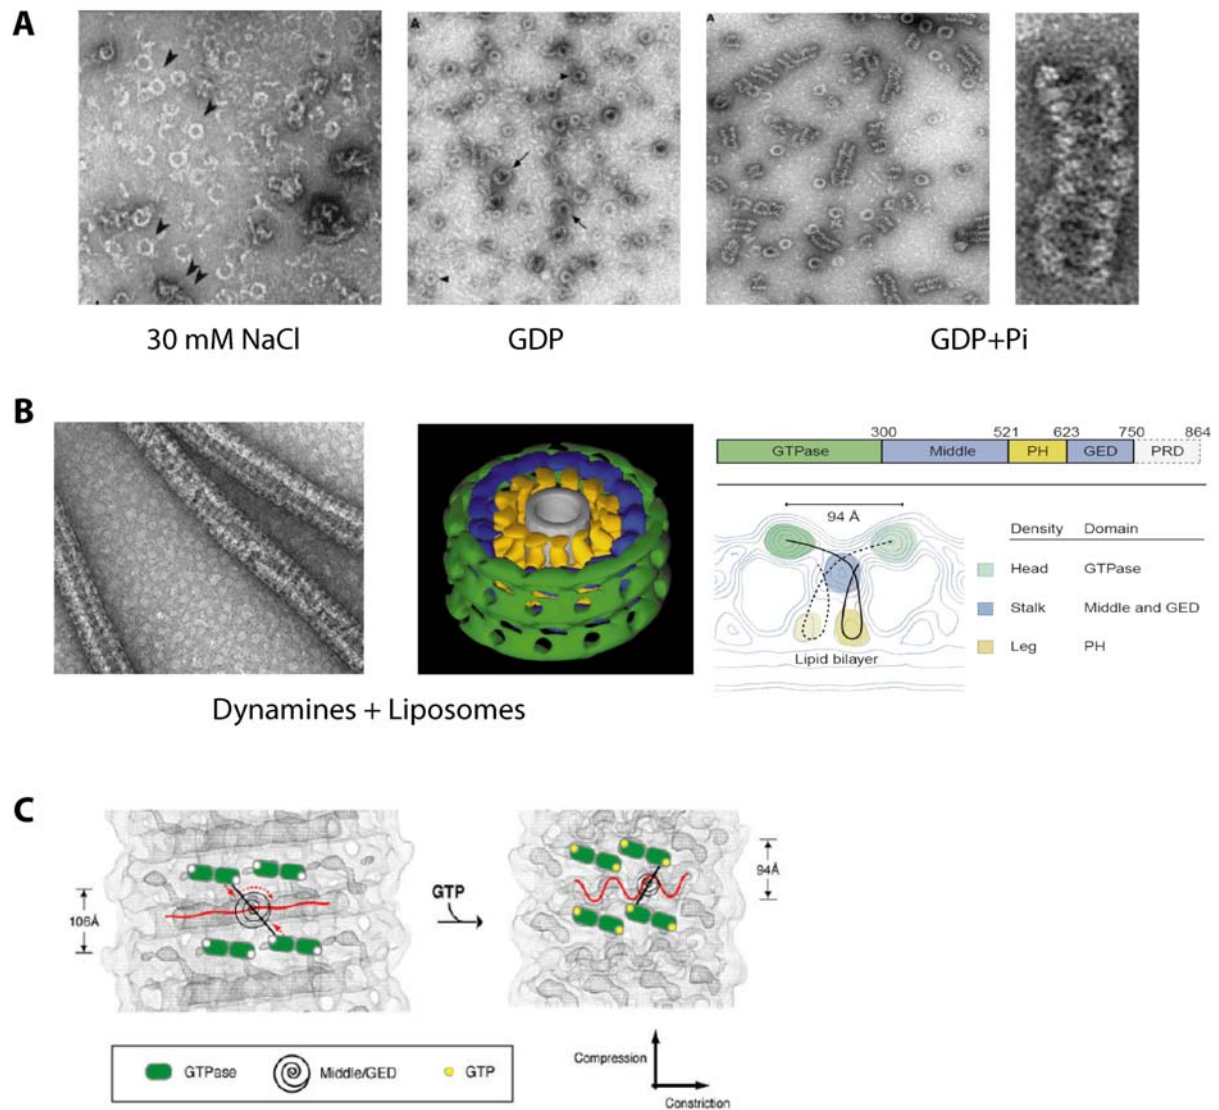 A
A
A
30 mM NaCl
GDP
GDP+Pi
B
300 521 623 750 864
GTPase Middle PH GED PRD
94 Å
Density Domain
Head GTPase
Stalk Middle and GED
Leg PH
Lipid bilayer
Dynamines + Liposomes
C
106Å
GTP
94Å
GTPase Middle/GED GTP
Compression
Constriction